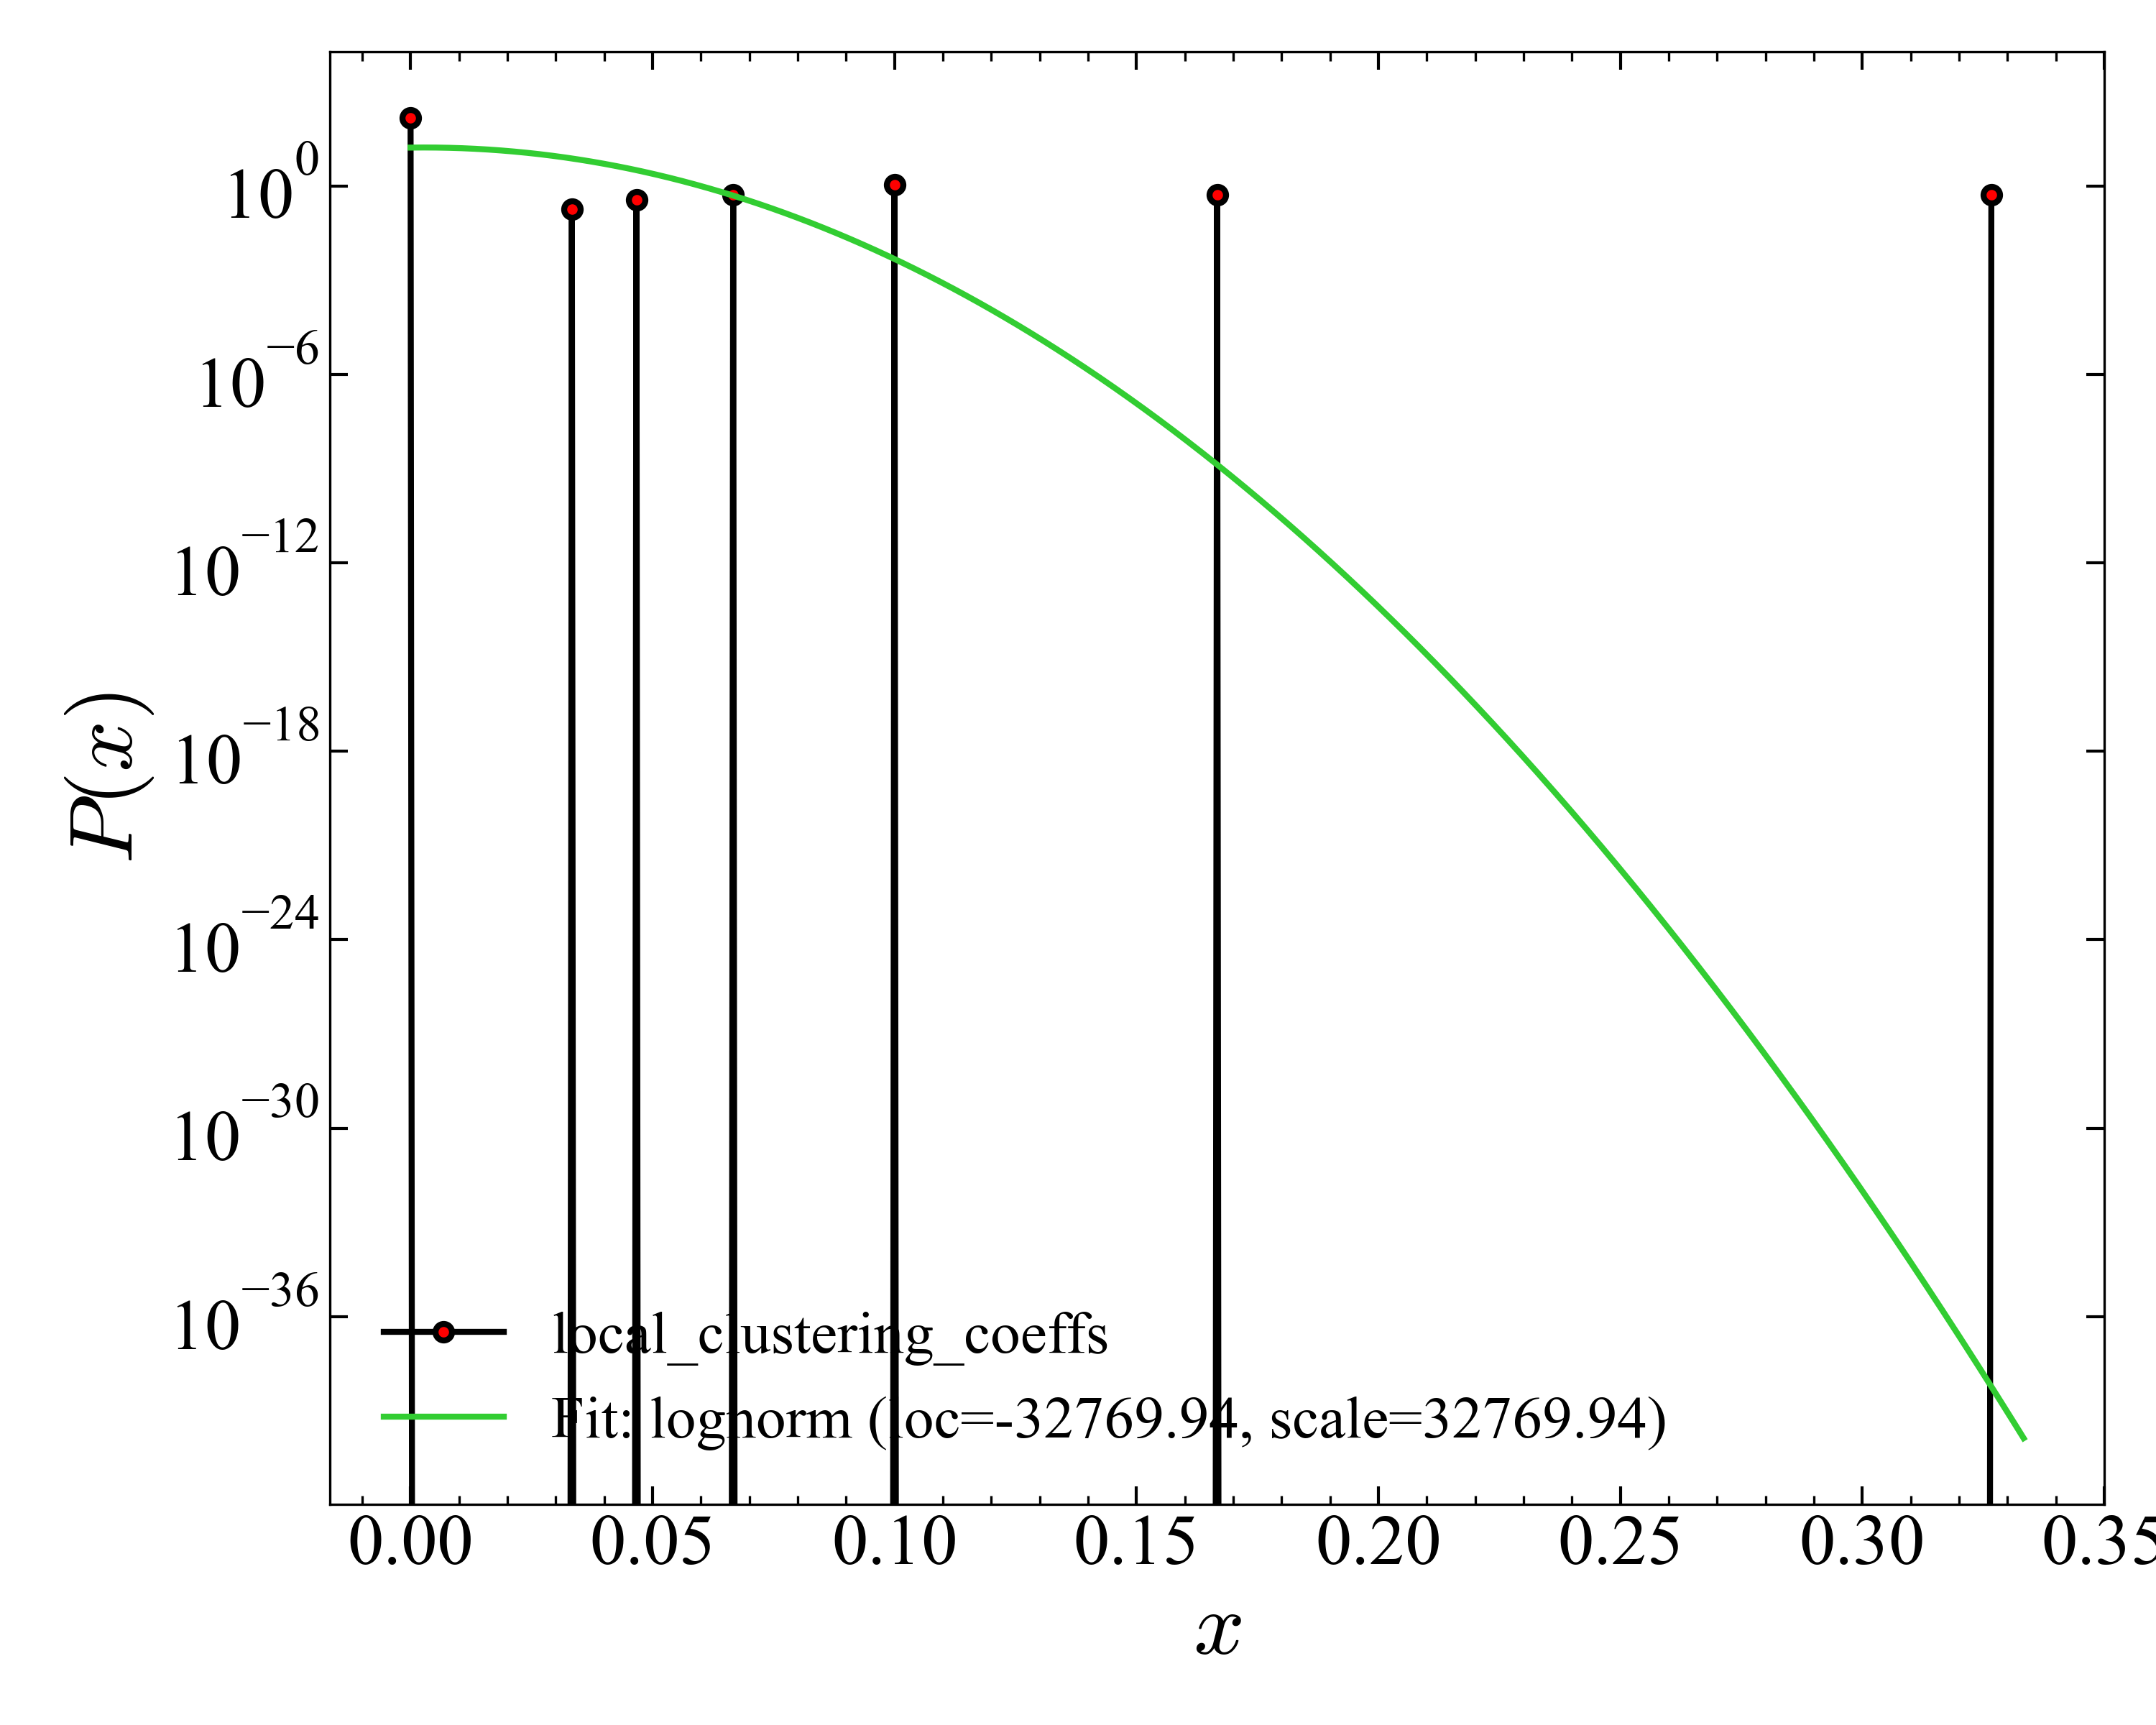 P(x)
10^0
10^−6
10^−12
10^−18
10^−24
10^−30
10^−36
local_clustering_coeffs
Fit: lognorm (loc=-32769.94, scale=32769.94)
0.00 0.05 0.10 0.15 0.20 0.25 0.30 0.35
x